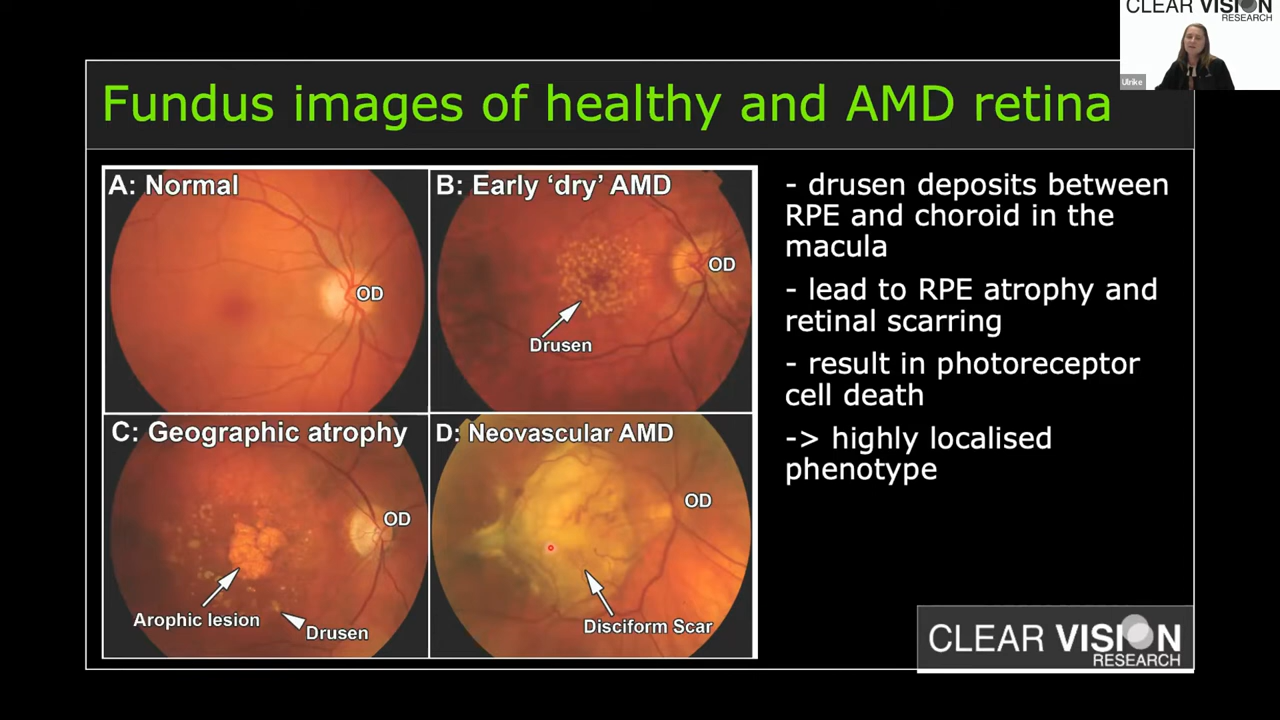 CLEAR VISION
RESEARCH
Ulrike
Fundus images of healthy and AMD retina
A: Normal
OD
B: Early ‘dry’ AMD
OD
Drusen
C: Geographic atrophy
OD
Arophic lesion
Drusen
D: Neovascular AMD
OD
Disciform Scar
- drusen deposits between
RPE and choroid in the
macula
- lead to RPE atrophy and
retinal scarring
- result in photoreceptor
cell death
-> highly localised
phenotype
CLEAR VISION
RESEARCH